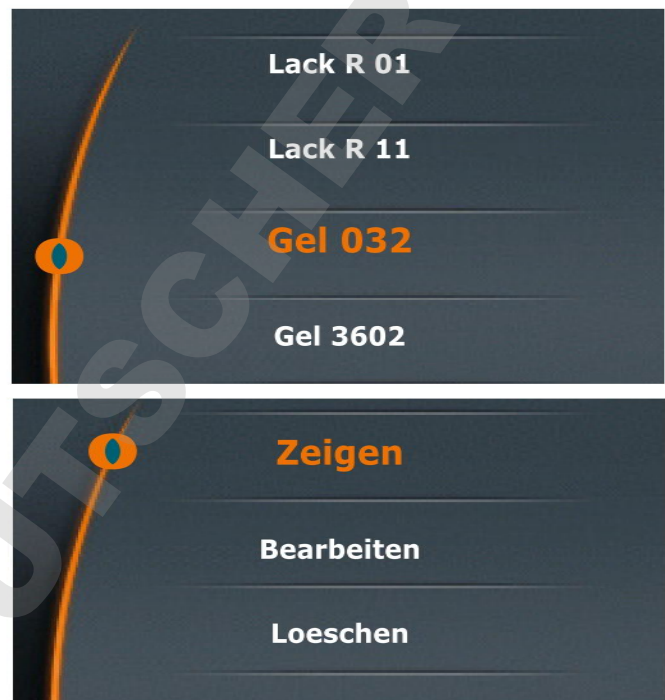 Lack R 01
Lack R 11
Gel 032
Gel 3602
Zeigen
Bearbeiten
Loeschen